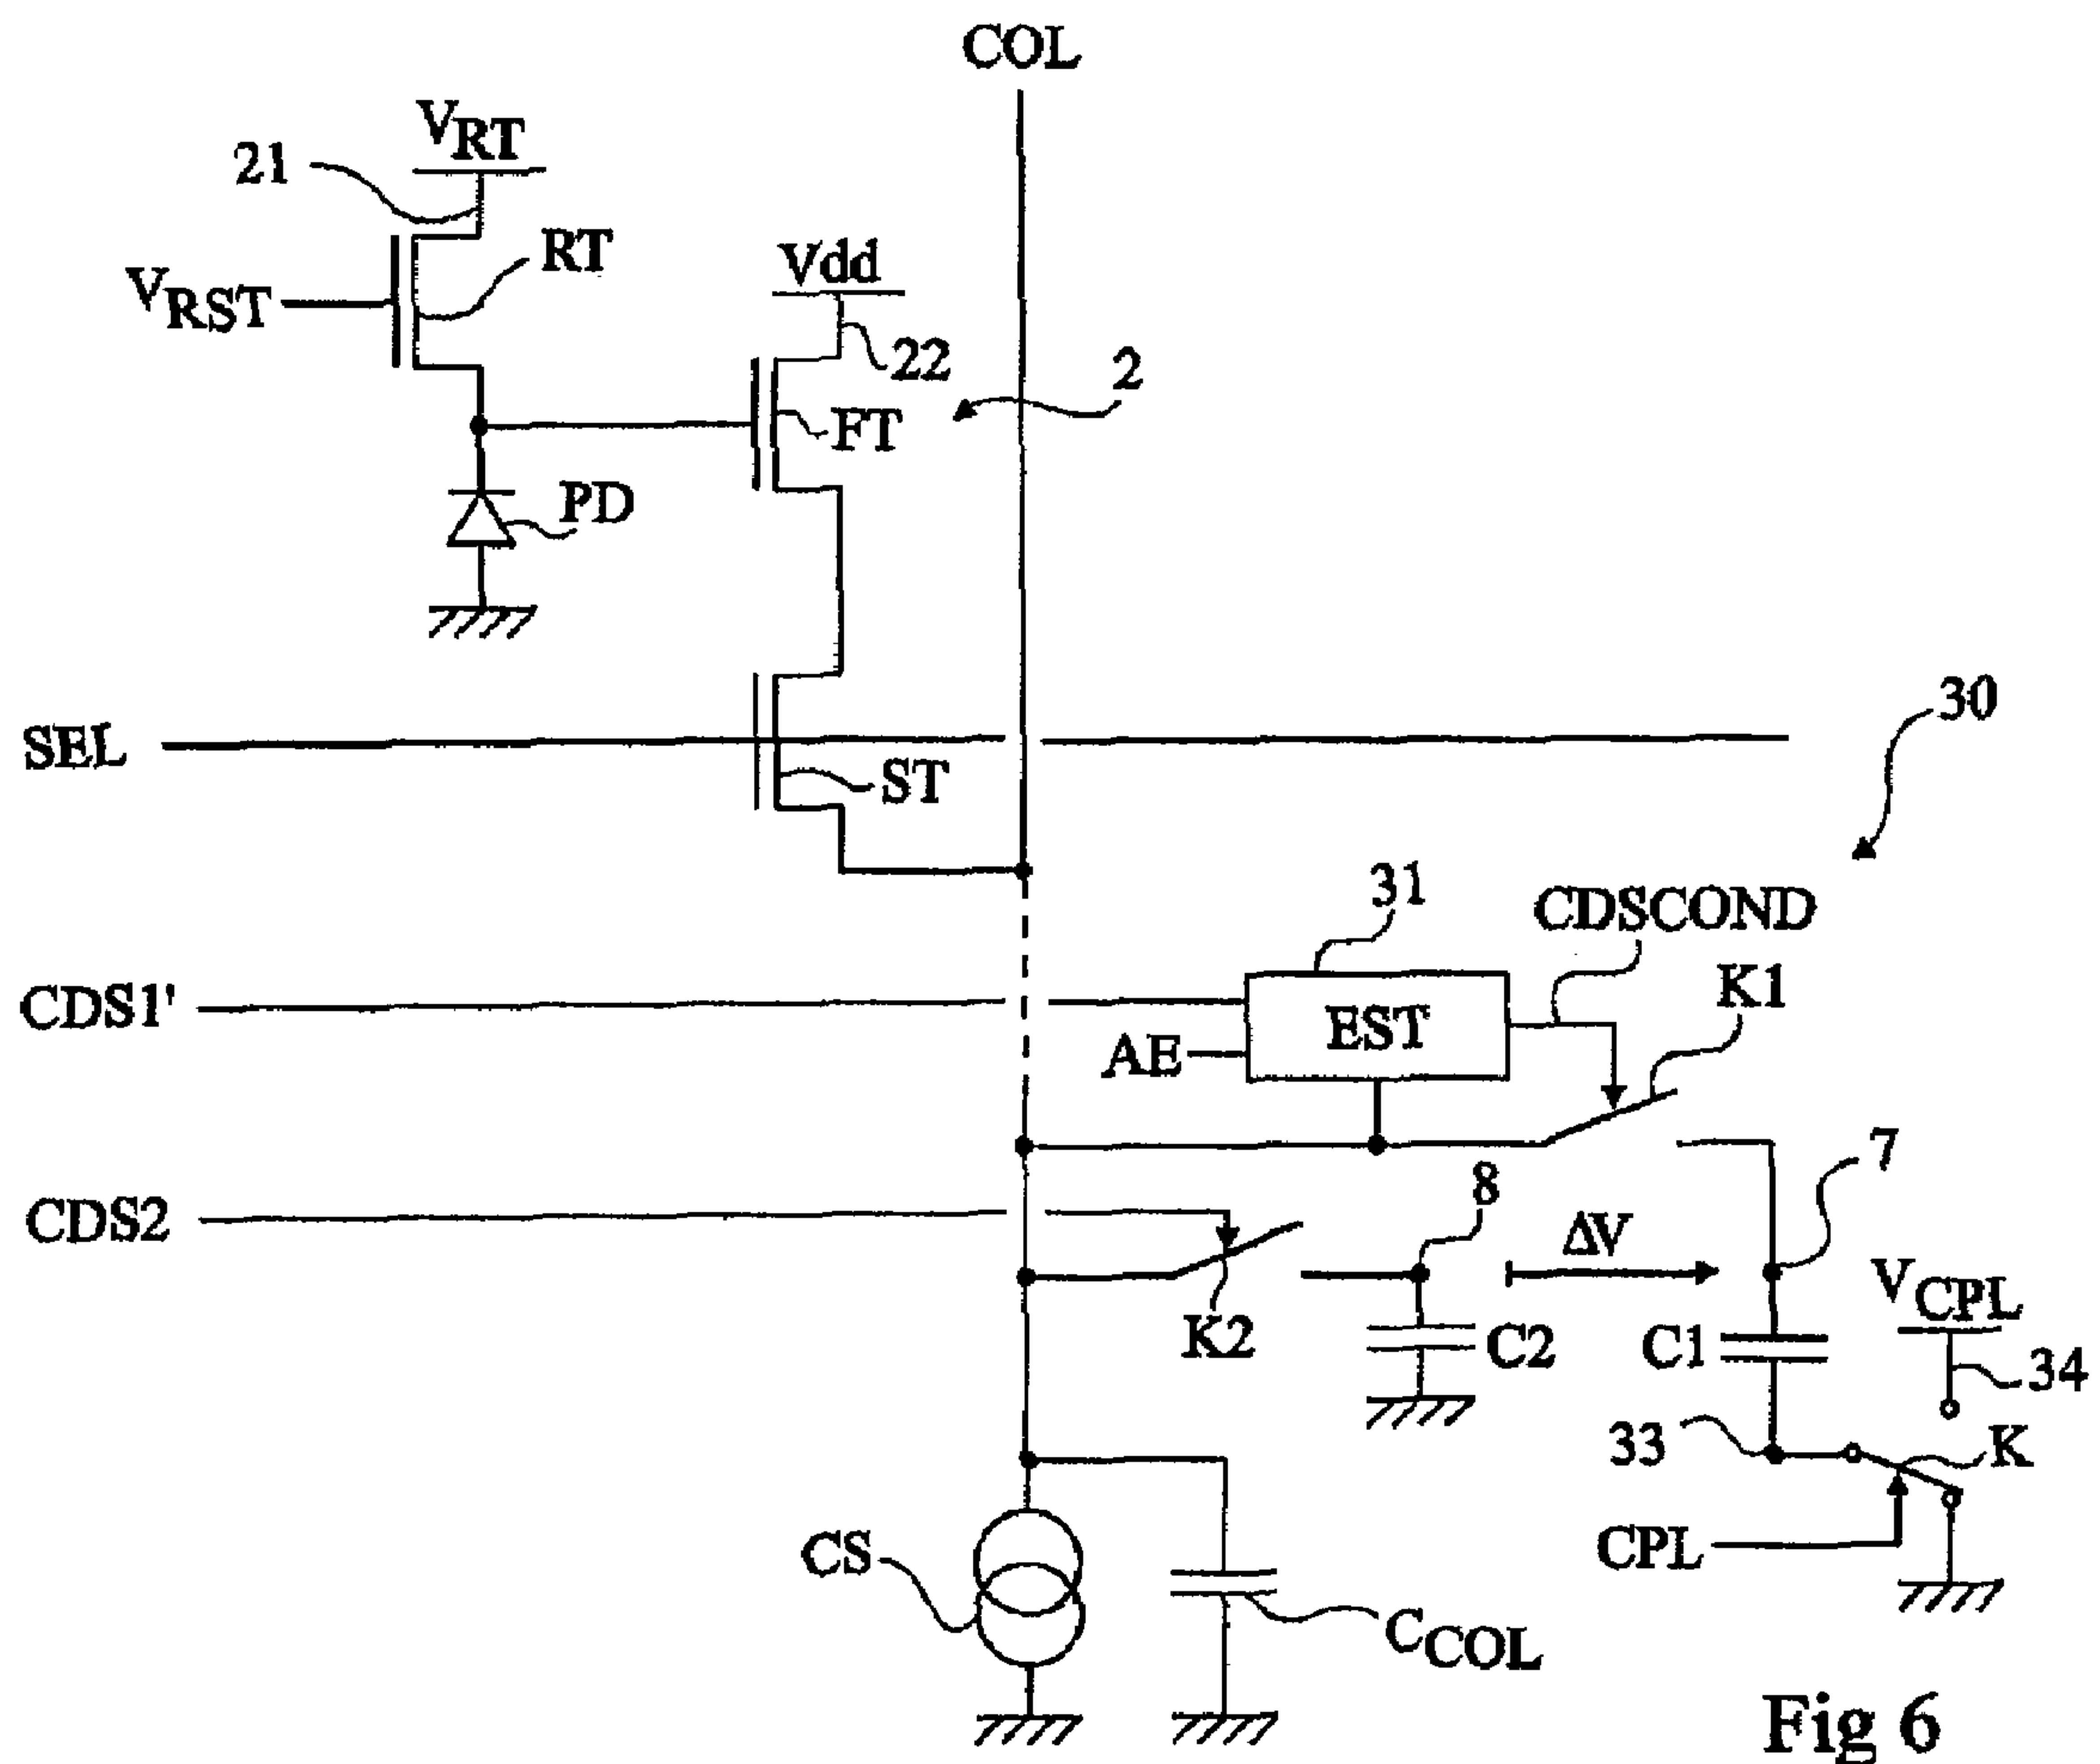 COL
VRT
21
RT
VRST
Vdd
22
2
FT
PD
30
SEL
ST
31
CDSCOND
K1
CDS1'
EST
AE
7
8
CDS2
ΔV
VCPL
K2
C2
C1
34
33
K
CS
CPL
CCOL
Fig 6